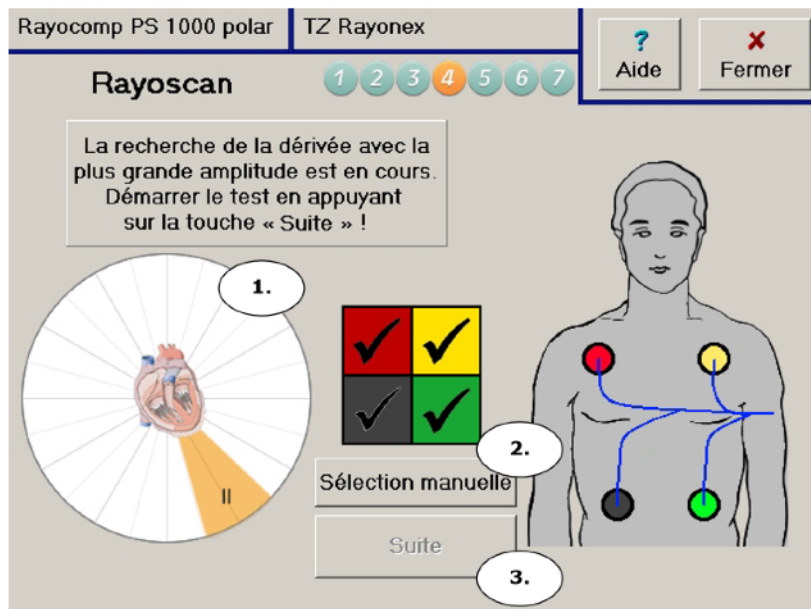 Rayocomp PS 1000 polar
TZ Rayonex
?
Aide
Fermer
Rayoscan
1 2 3 4 5 6 7
La recherche de la dérivée avec la
plus grande amplitude est en cours.
Démarrer le test en appuyant
sur la touche « Suite » !
1.
II
2.
Sélection manuelle
Suite
3.